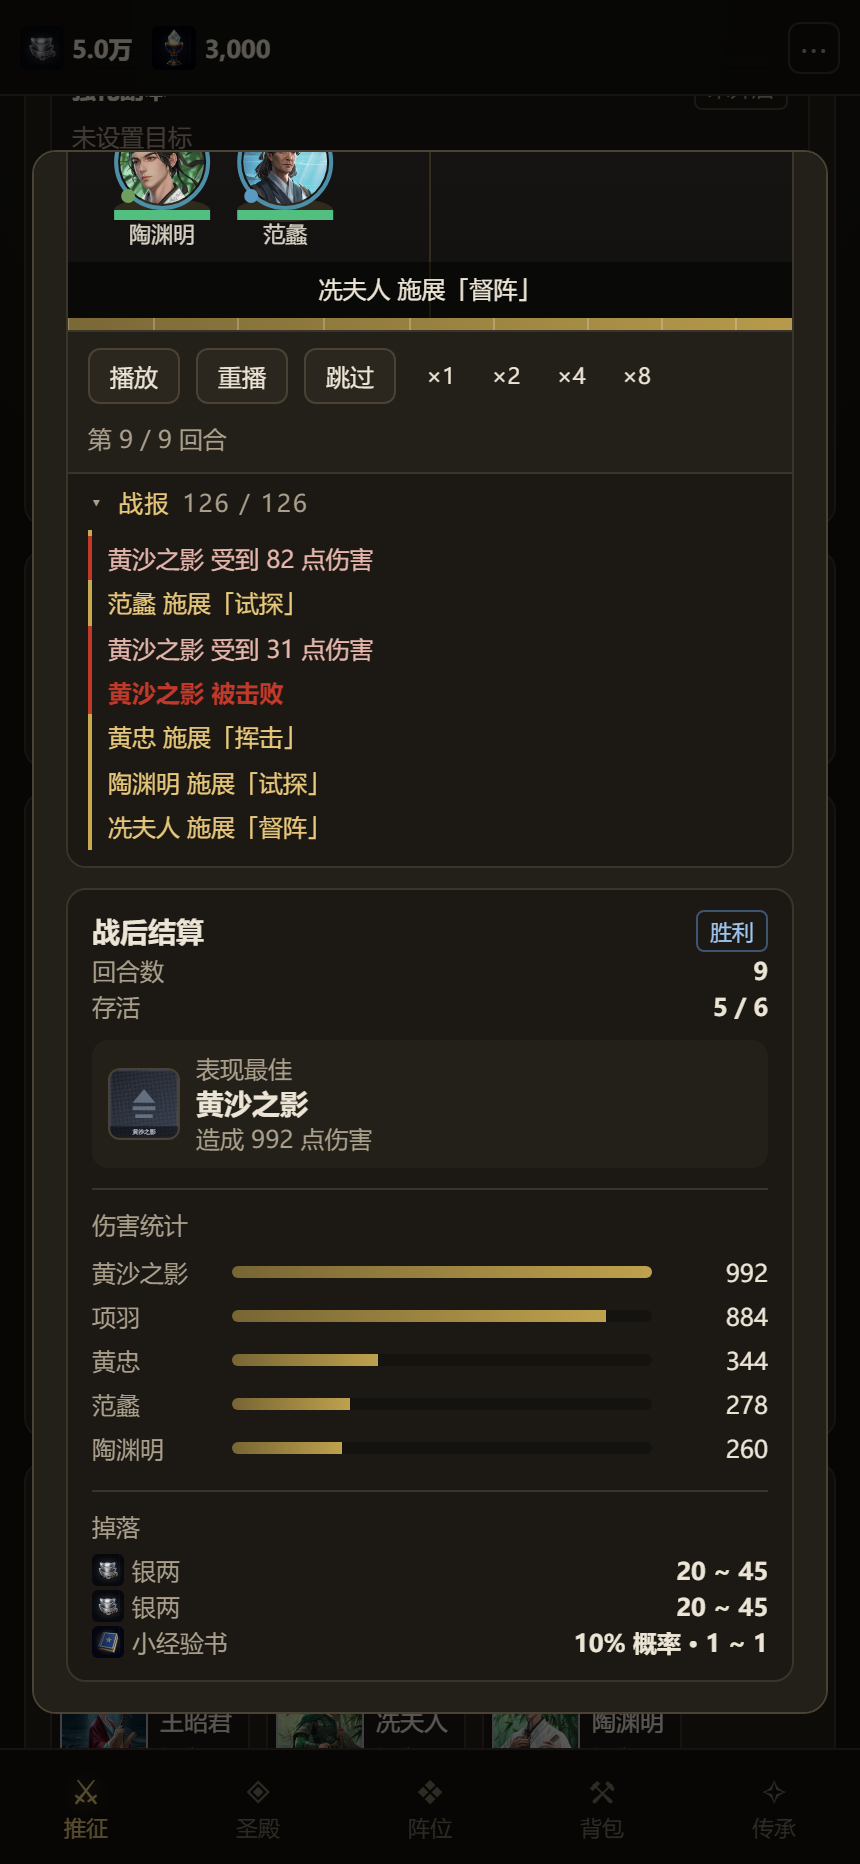 5.0万 3,000 ...
未设置目标
陶渊明 范蠡
冼夫人 施展「督阵」
播放 重播 跳过 ×1 ×2 ×4 ×8
第 9 / 9 回合
战报 126 / 126
黄沙之影 受到 82 点伤害
范蠡 施展「试探」
黄沙之影 受到 31 点伤害
黄沙之影 被击败
黄忠 施展「挥击」
陶渊明 施展「试探」
冼夫人 施展「督阵」
战后结算 胜利
回合数 9
存活 5 / 6
表现最佳
黄沙之影
造成 992 点伤害
黄沙之影
伤害统计
黄沙之影 992
项羽 884
黄忠 344
范蠡 278
陶渊明 260
掉落
银两 20 ~ 45
银两 20 ~ 45
小经验书 10% 概率 • 1 ~ 1
王昭君 冼夫人 陶渊明
推征 圣殿 阵位 背包 传承